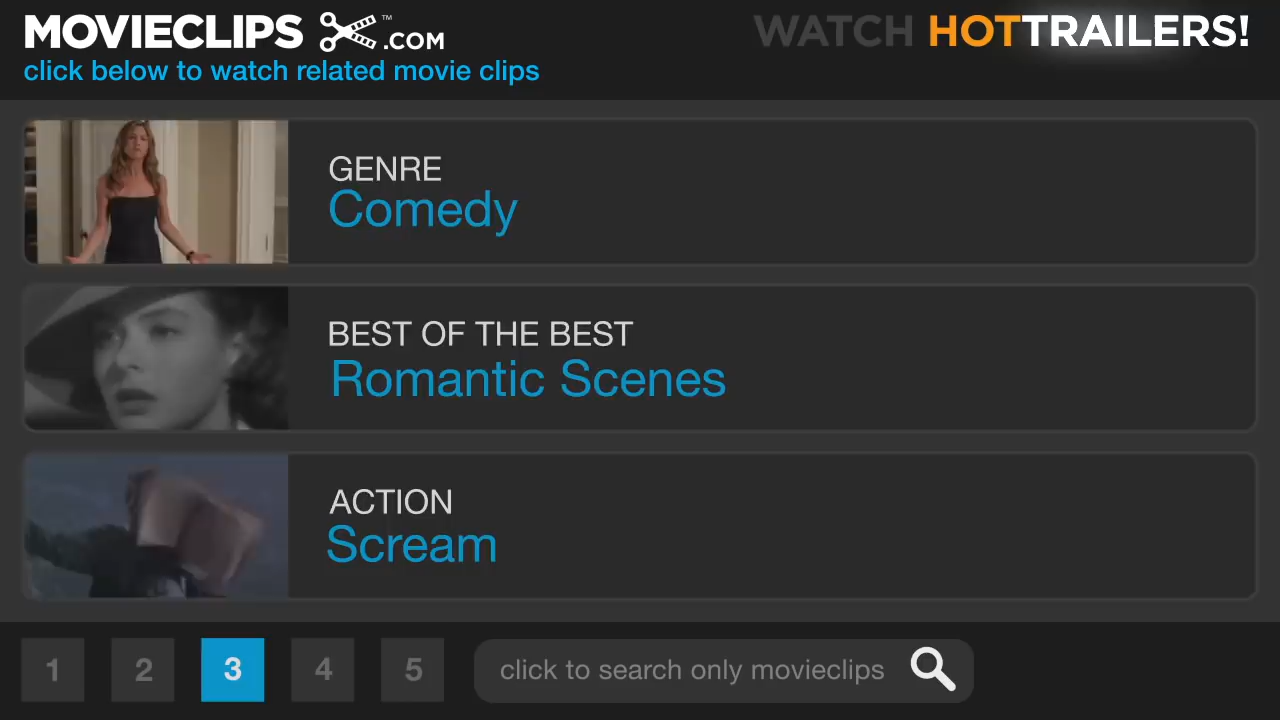 MOVIECLIPS ™ .COM
WATCH HOTTRAILERS!
click below to watch related movie clips
GENRE
Comedy
BEST OF THE BEST
Romantic Scenes
ACTION
Scream
1 2 3 4 5 click to search only movieclips